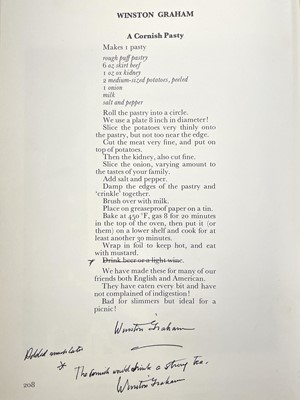 WINSTON GRAHAM
A Cornish Pasty
Makes 1 pasty
rough puff pastry
6 oz skirt beef
1 oz ox kidney
2 medium-sized potatoes, peeled
1 onion
milk
salt and pepper
Roll the pastry into a circle.
We use a plate 8 inch in diameter!
Slice the potatoes very thinly onto
the pastry, but not too near the edge.
Cut the meat very fine, and put on
top of potatoes.
Then the kidney, also cut fine.
Slice the onion, varying amount to
the tastes of your family.
Add salt and pepper.
Damp the edges of the pastry and
‘crinkle’ together.
Brush over with milk.
Place on greaseproof paper on a tin.
Bake at 450 °F, gas 8 for 20 minutes
in the top of the oven, then put it (or
them) on a lower shelf and cook for at
least another 30 minutes.
Wrap in foil to keep hot, and eat
with mustard.
Drink beer or a light wine.
We have made these for many of our
friends both English and American.
They have eaten every bit and have
not complained of indigestion!
Bad for slimmers but ideal for a
picnic!
Winston Graham
Added much later
* The Cornish would drink a strong tea.
Winston Graham
208